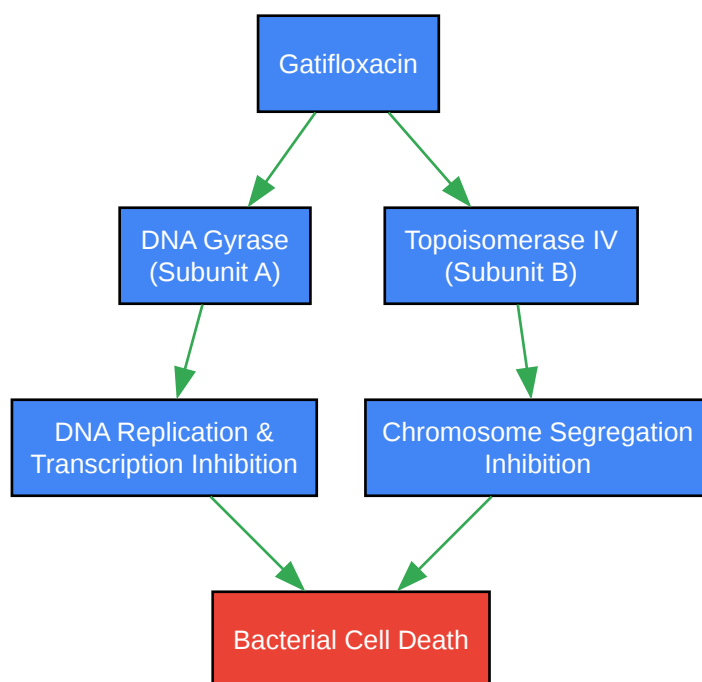 Gatifloxacin
DNA Gyrase
(Subunit A)
Topoisomerase IV
(Subunit B)
DNA Replication &
Transcription Inhibition
Chromosome Segregation
Inhibition
Bacterial Cell Death